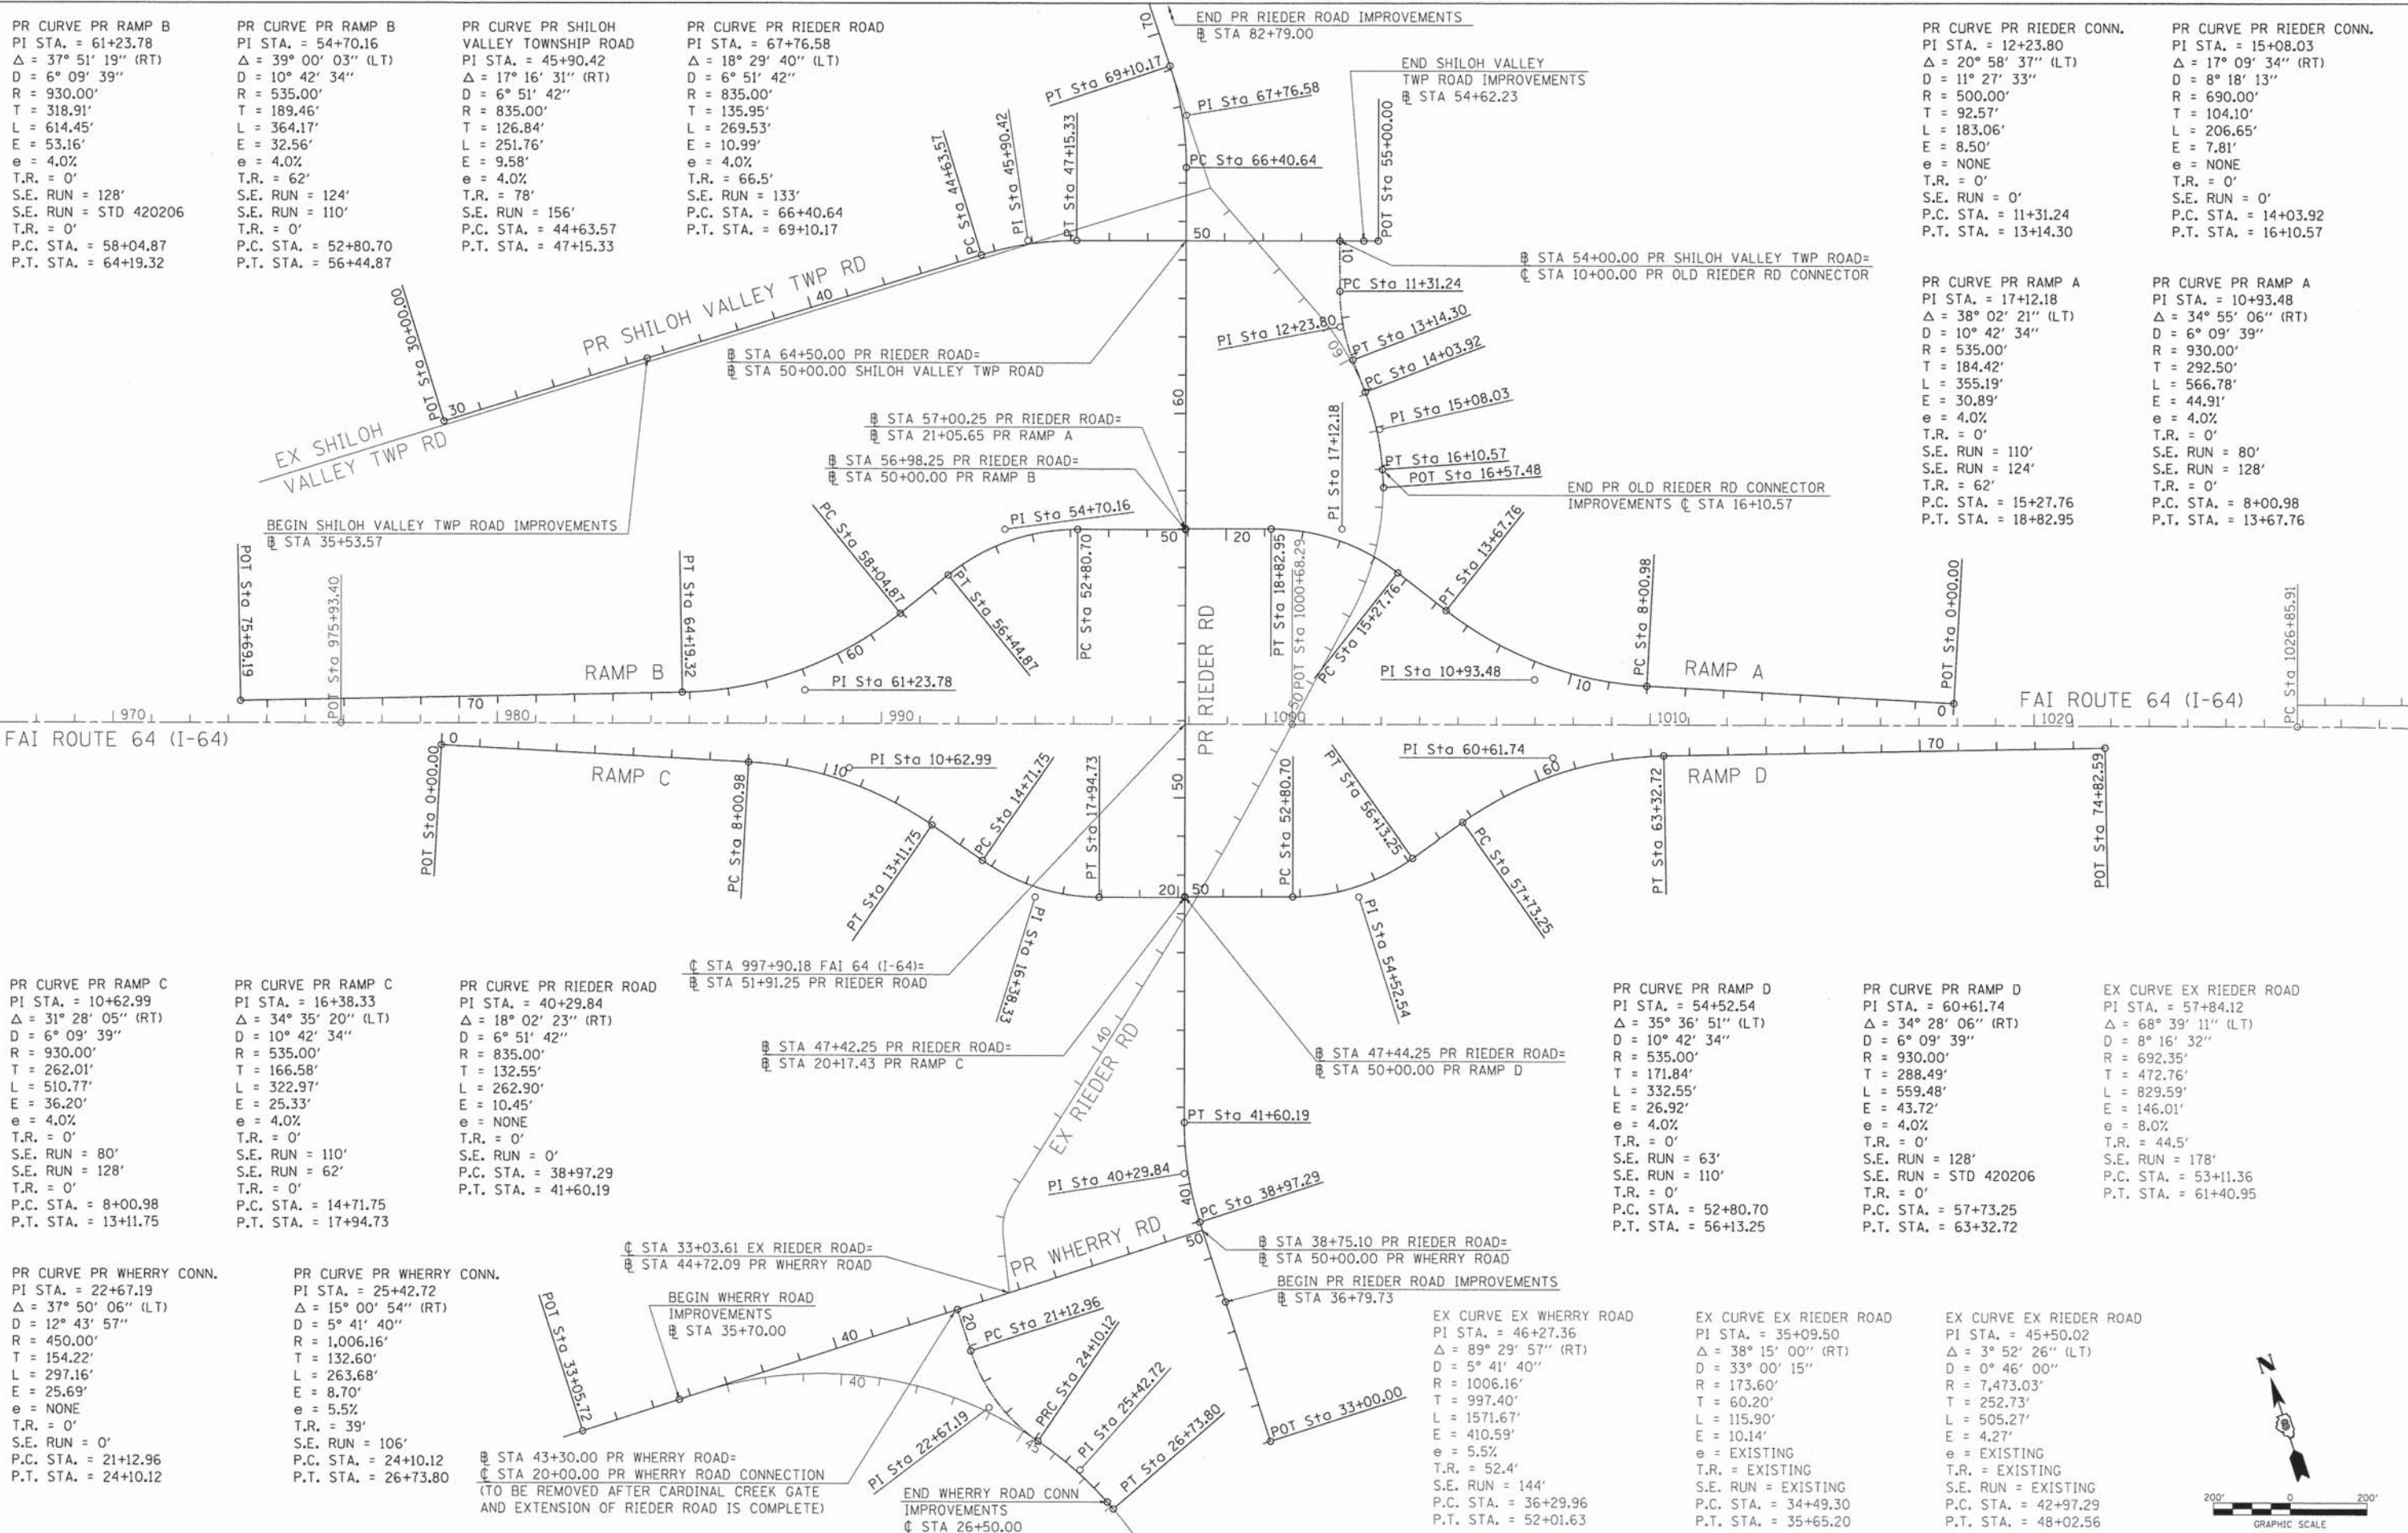 PR CURVE PR RAMP B
PI STA. = 61+23.78
Δ = 37° 51' 19" (RT)
D = 6° 09' 39"
R = 930.00'
T = 318.91'
L = 614.45'
E = 53.16'
e = 4.0%
T.R. = 0'
S.E. RUN = 128'
S.E. RUN = STD 420206
T.R. = 0'
P.C. STA. = 58+04.87
P.T. STA. = 64+19.32
PR CURVE PR RAMP B
PI STA. = 54+70.16
Δ = 39° 00' 03" (LT)
D = 10° 42' 34"
R = 535.00'
T = 189.46'
L = 364.17'
E = 32.56'
e = 4.0%
T.R. = 62'
S.E. RUN = 124'
S.E. RUN = 110'
T.R. = 0'
P.C. STA. = 52+80.70
P.T. STA. = 56+44.87
PR CURVE PR SHILOH
VALLEY TOWNSHIP ROAD
PI STA. = 45+90.42
Δ = 17° 16' 31" (RT)
D = 6° 51' 42"
R = 835.00'
T = 126.84'
L = 251.76'
E = 9.58'
e = 4.0%
T.R. = 78'
S.E. RUN = 156'
P.C. STA. = 44+63.57
P.T. STA. = 47+15.33
PR CURVE PR RIEDER ROAD
PI STA. = 67+76.58
Δ = 18° 29' 40" (LT)
D = 6° 51' 42"
R = 835.00'
T = 135.95'
L = 269.53'
E = 10.99'
e = 4.0%
T.R. = 66.5'
S.E. RUN = 133'
P.C. STA. = 66+40.64
P.T. STA. = 69+10.17
70
END PR RIEDER ROAD IMPROVEMENTS
℄ STA 82+79.00
PT Sta 69+10.17
PI Sta 67+76.58
PC Sta 66+40.64
END SHILOH VALLEY
TWP ROAD IMPROVEMENTS
℄ STA 54+62.23
POT Sta 55+00.00
PC Sta 44+63.57
PI Sta 45+90.42
PT Sta 47+15.33
50
10
PR CURVE PR RIEDER CONN.
PI STA. = 12+23.80
Δ = 20° 58' 37" (LT)
D = 11° 27' 33"
R = 500.00'
T = 92.57'
L = 183.06'
E = 8.50'
e = NONE
T.R. = 0'
S.E. RUN = 0'
P.C. STA. = 11+31.24
P.T. STA. = 13+14.30
PR CURVE PR RIEDER CONN.
PI STA. = 15+08.03
Δ = 17° 09' 34" (RT)
D = 8° 18' 13"
R = 690.00'
T = 104.10'
L = 206.65'
E = 7.81'
e = NONE
T.R. = 0'
S.E. RUN = 0'
P.C. STA. = 14+03.92
P.T. STA. = 16+10.57
℄ STA 54+00.00 PR SHILOH VALLEY TWP ROAD=
℄ STA 10+00.00 PR OLD RIEDER RD CONNECTOR
PR CURVE PR RAMP A
PI STA. = 17+12.18
Δ = 38° 02' 21" (LT)
D = 10° 42' 34"
R = 535.00'
T = 184.42'
L = 355.19'
E = 30.89'
e = 4.0%
T.R. = 0'
S.E. RUN = 110'
S.E. RUN = 124'
T.R. = 62'
P.C. STA. = 15+27.76
P.T. STA. = 18+82.95
PR CURVE PR RAMP A
PI STA. = 10+93.48
Δ = 34° 55' 06" (RT)
D = 6° 09' 39"
R = 930.00'
T = 292.50'
L = 566.78'
E = 44.91'
e = 4.0%
T.R. = 0'
S.E. RUN = 80'
S.E. RUN = 128'
T.R. = 0'
P.C. STA. = 8+00.98
P.T. STA. = 13+67.76
PR SHILOH VALLEY TWP RD
40
POT Sta 30+00.00
30
EX SHILOH
VALLEY TWP RD
BEGIN SHILOH VALLEY TWP ROAD IMPROVEMENTS
℄ STA 35+53.57
℄ STA 64+50.00 PR RIEDER ROAD=
℄ STA 50+00.00 SHILOH VALLEY TWP ROAD
℄ STA 57+00.25 PR RIEDER ROAD=
℄ STA 21+05.65 PR RAMP A
℄ STA 56+98.25 PR RIEDER ROAD=
℄ STA 50+00.00 PR RAMP B
60
PC Sta 11+31.24
PI Sta 12+23.80
PT Sta 13+14.30
60
PC Sta 14+03.92
PI Sta 15+08.03
PT Sta 16+10.57
POT Sta 16+57.48
PI Sta 17+12.18
END PR OLD RIEDER RD CONNECTOR
IMPROVEMENTS ℄ STA 16+10.57
PI Sta 54+70.16
PC Sta 58+04.87
PT Sta 56+44.87
PC Sta 52+80.70
50
20
PT Sta 18+82.95
POT Sta 1000+68.29
50
PC Sta 15+27.76
PT Sta 13+67.76
PR RIEDER RD
POT Sta 75+69.19
POT Sta 975+93.40
PT Sta 64+19.32
RAMP B
60
PI Sta 61+23.78
70
PI Sta 10+93.48
10
PC Sta 8+00.98
RAMP A
POT Sta 0+00.00
0
FAI ROUTE 64 (I-64)
PC Sta 1026+85.91
970
980
990
1000
1010
1020
FAI ROUTE 64 (I-64)
0
POT Sta 0+00.00
RAMP C
PC Sta 8+00.98
10
PI Sta 10+62.99
PT Sta 13+11.75
PC Sta 14+71.75
PT Sta 17+94.73
PI Sta 16+38.33
50
20
50
PC Sta 52+80.70
PT Sta 56+13.25
PI Sta 54+52.54
PC Sta 57+73.25
PI Sta 60+61.74
60
PT Sta 63+32.72
RAMP D
70
POT Sta 74+82.59
℄ STA 997+90.18 FAI 64 (I-64)=
℄ STA 51+91.25 PR RIEDER ROAD
℄ STA 47+42.25 PR RIEDER ROAD=
℄ STA 20+17.43 PR RAMP C
℄ STA 47+44.25 PR RIEDER ROAD=
℄ STA 50+00.00 PR RAMP D
40
EX RIEDER RD
PR CURVE PR RAMP C
PI STA. = 10+62.99
Δ = 31° 28' 05" (RT)
D = 6° 09' 39"
R = 930.00'
T = 262.01'
L = 510.77'
E = 36.20'
e = 4.0%
T.R. = 0'
S.E. RUN = 80'
S.E. RUN = 128'
T.R. = 0'
P.C. STA. = 8+00.98
P.T. STA. = 13+11.75
PR CURVE PR RAMP C
PI STA. = 16+38.33
Δ = 34° 35' 20" (LT)
D = 10° 42' 34"
R = 535.00'
T = 166.58'
L = 322.97'
E = 25.33'
e = 4.0%
T.R. = 0'
S.E. RUN = 110'
S.E. RUN = 62'
T.R. = 0'
P.C. STA. = 14+71.75
P.T. STA. = 17+94.73
PR CURVE PR RIEDER ROAD
PI STA. = 40+29.84
Δ = 18° 02' 23" (RT)
D = 6° 51' 42"
R = 835.00'
T = 132.55'
L = 262.90'
E = 10.45'
e = NONE
T.R. = 0'
S.E. RUN = 0'
P.C. STA. = 38+97.29
P.T. STA. = 41+60.19
PR CURVE PR RAMP D
PI STA. = 54+52.54
Δ = 35° 36' 51" (LT)
D = 10° 42' 34"
R = 535.00'
T = 171.84'
L = 332.55'
E = 26.92'
e = 4.0%
T.R. = 0'
S.E. RUN = 63'
S.E. RUN = 110'
T.R. = 0'
P.C. STA. = 52+80.70
P.T. STA. = 56+13.25
PR CURVE PR RAMP D
PI STA. = 60+61.74
Δ = 34° 28' 06" (RT)
D = 6° 09' 39"
R = 930.00'
T = 288.49'
L = 559.48'
E = 43.72'
e = 4.0%
T.R. = 0'
S.E. RUN = 128'
S.E. RUN = STD 420206
T.R. = 0'
P.C. STA. = 57+73.25
P.T. STA. = 63+32.72
EX CURVE EX RIEDER ROAD
PI STA. = 57+84.12
Δ = 68° 39' 11" (LT)
D = 8° 16' 32"
R = 692.35'
T = 472.76'
L = 829.59'
E = 146.01'
e = 8.0%
T.R. = 44.5'
S.E. RUN = 178'
P.C. STA. = 53+11.36
P.T. STA. = 61+40.95
PT Sta 41+60.19
PI Sta 40+29.84
40
PC Sta 38+97.29
PR WHERRY RD
50
℄ STA 33+03.61 EX RIEDER ROAD=
℄ STA 44+72.09 PR WHERRY ROAD
℄ STA 38+75.10 PR RIEDER ROAD=
℄ STA 50+00.00 PR WHERRY ROAD
BEGIN PR RIEDER ROAD IMPROVEMENTS
℄ STA 36+79.73
POT Sta 33+00.00
PR CURVE PR WHERRY CONN.
PI STA. = 22+67.19
Δ = 37° 50' 06" (LT)
D = 12° 43' 57"
R = 450.00'
T = 154.22'
L = 297.16'
E = 25.69'
e = NONE
T.R. = 0'
S.E. RUN = 0'
P.C. STA. = 21+12.96
P.T. STA. = 24+10.12
PR CURVE PR WHERRY CONN.
PI STA. = 25+42.72
Δ = 15° 00' 54" (RT)
D = 5° 41' 40"
R = 1,006.16'
T = 132.60'
L = 263.68'
E = 8.70'
e = 5.5%
T.R. = 39'
S.E. RUN = 106'
P.C. STA. = 24+10.12
P.T. STA. = 26+73.80
POT Sta 33+05.72
BEGIN WHERRY ROAD
IMPROVEMENTS
℄ STA 35+70.00
40
40
20
45
PC Sta 21+12.96
PRC Sta 24+10.12
PI Sta 22+67.19
PI Sta 25+42.72
PT Sta 26+73.80
℄ STA 43+30.00 PR WHERRY ROAD=
℄ STA 20+00.00 PR WHERRY ROAD CONNECTION
(TO BE REMOVED AFTER CARDINAL CREEK GATE
AND EXTENSION OF RIEDER ROAD IS COMPLETE)
END WHERRY ROAD CONN
IMPROVEMENTS
℄ STA 26+50.00
EX CURVE EX WHERRY ROAD
PI STA. = 46+27.36
Δ = 89° 29' 57" (RT)
D = 5° 41' 40"
R = 1006.16'
T = 997.40'
L = 1571.67'
E = 410.59'
e = 5.5%
T.R. = 52.4'
S.E. RUN = 144'
P.C. STA. = 36+29.96
P.T. STA. = 52+01.63
EX CURVE EX RIEDER ROAD
PI STA. = 35+09.50
Δ = 38° 15' 00" (RT)
D = 33° 00' 15"
R = 173.60'
T = 60.20'
L = 115.90'
E = 10.14'
e = EXISTING
T.R. = EXISTING
S.E. RUN = EXISTING
P.C. STA. = 34+49.30
P.T. STA. = 35+65.20
EX CURVE EX RIEDER ROAD
PI STA. = 45+50.02
Δ = 3° 52' 26" (LT)
D = 0° 46' 00"
R = 7,473.03'
T = 252.73'
L = 505.27'
E = 4.27'
e = EXISTING
T.R. = EXISTING
S.E. RUN = EXISTING
P.C. STA. = 42+97.29
P.T. STA. = 48+02.56
N
200' 0 200'
GRAPHIC SCALE